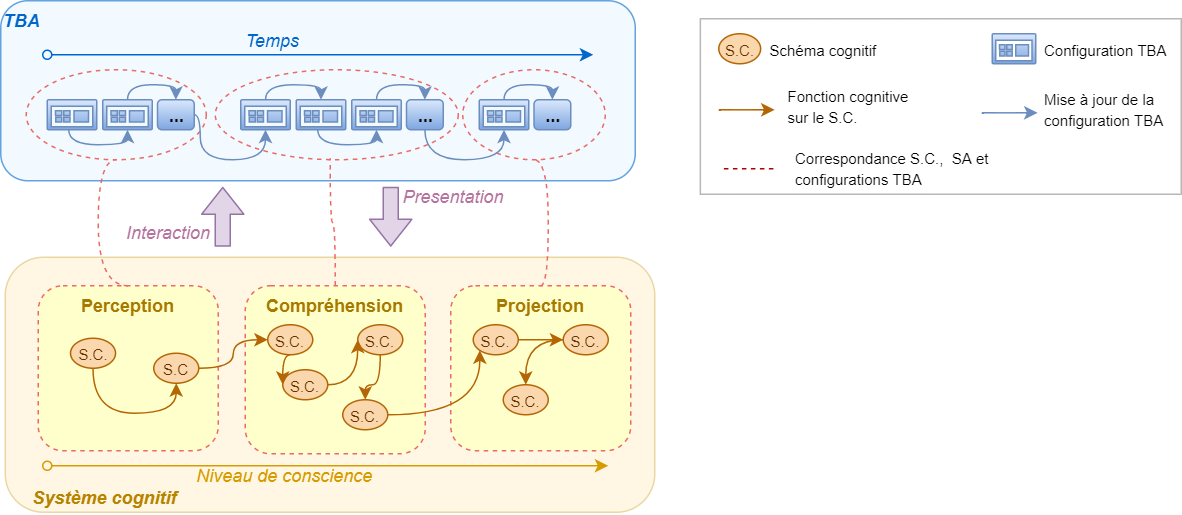 TBA
Temps
...
...
...
Interaction
Presentation
Perception
Compréhension
Projection
S.C.
S.C
S.C.
S.C.
S.C.
S.C.
S.C.
S.C.
S.C.
Niveau de conscience
Système cognitif
S.C.
Schéma cognitif
Configuration TBA
Fonction cognitive
sur le S.C.
Mise à jour de la
configuration TBA
Correspondance S.C., SA et
configurations TBA